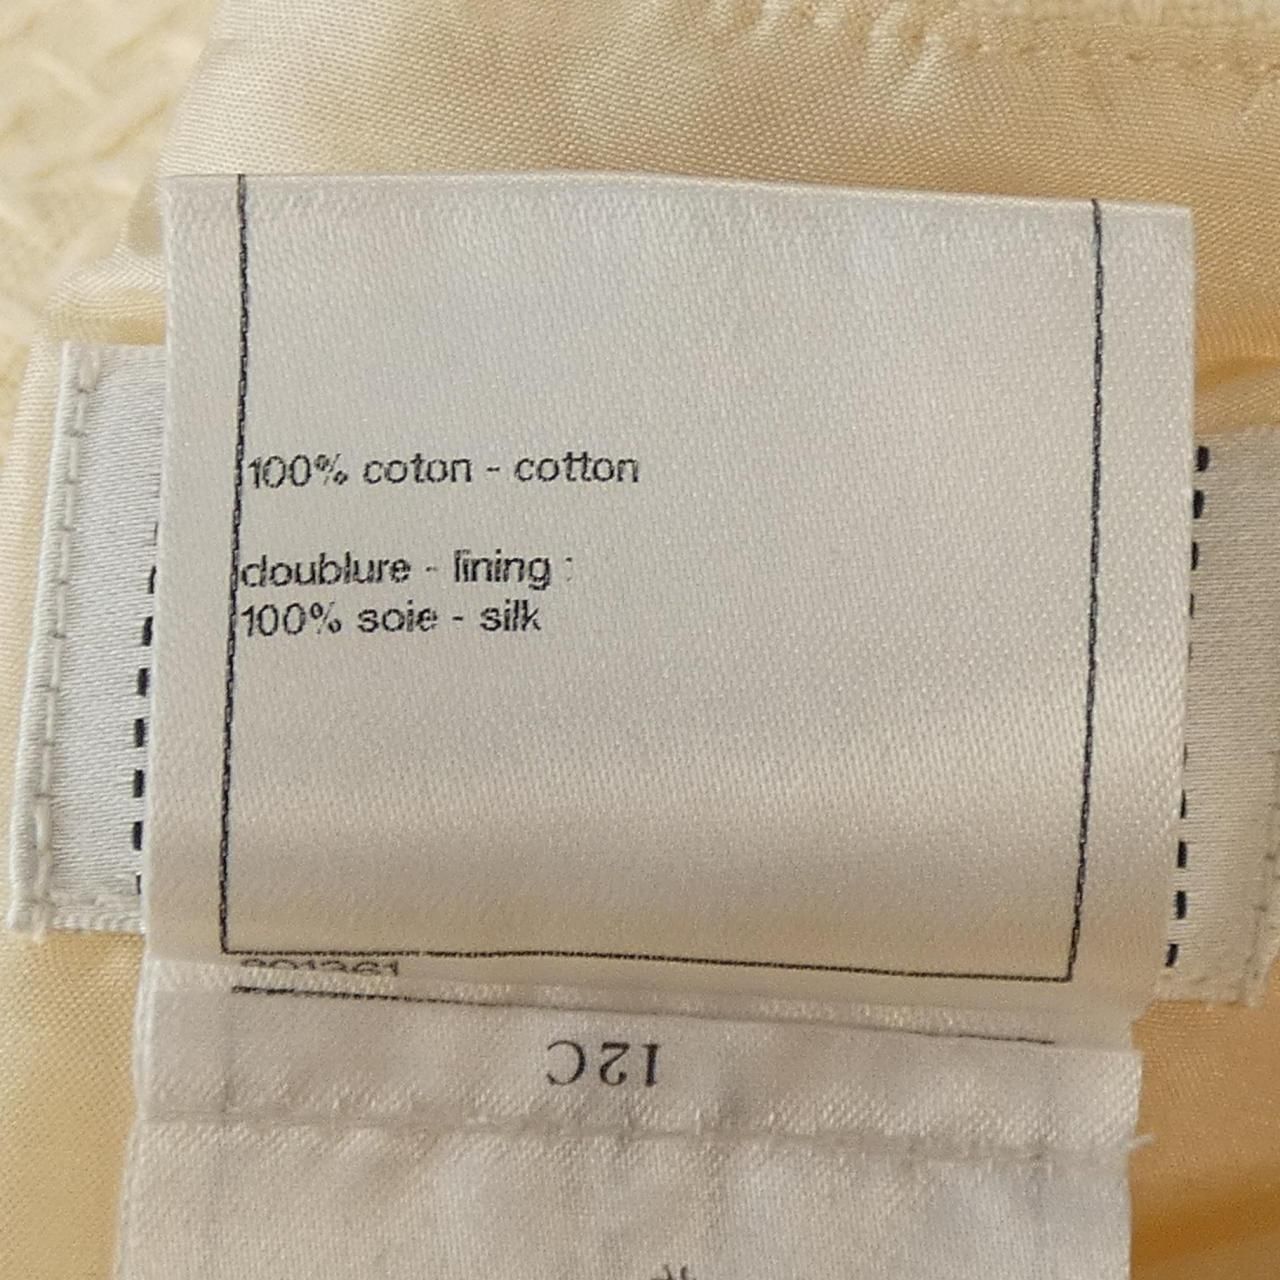 100% coton - cotton
doublure - lining :
100% soie - silk
12C